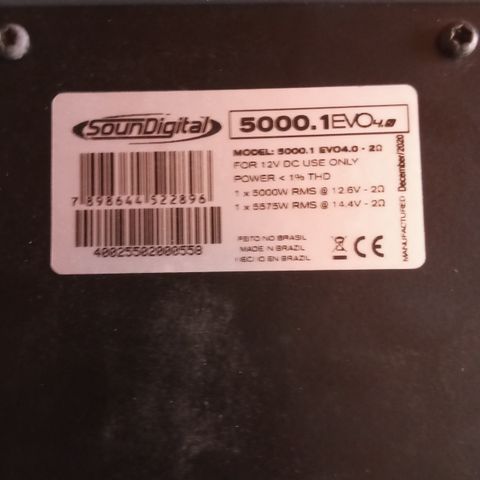 SounDigital
5000.1EVO4.0
MODEL: 5000.1 EVO4.0 - 2Ω
FOR 12V DC USE ONLY
POWER < 1% THD
1 x 5000W RMS @ 12.6V - 2Ω
1 x 5575W RMS @ 14.4V - 2Ω
7 898644 522896
40025502000558
FEITO NO BRASIL
MADE IN BRAZIL
HECHO EN BRAZIL
CE
MANUFACTURED December/2020